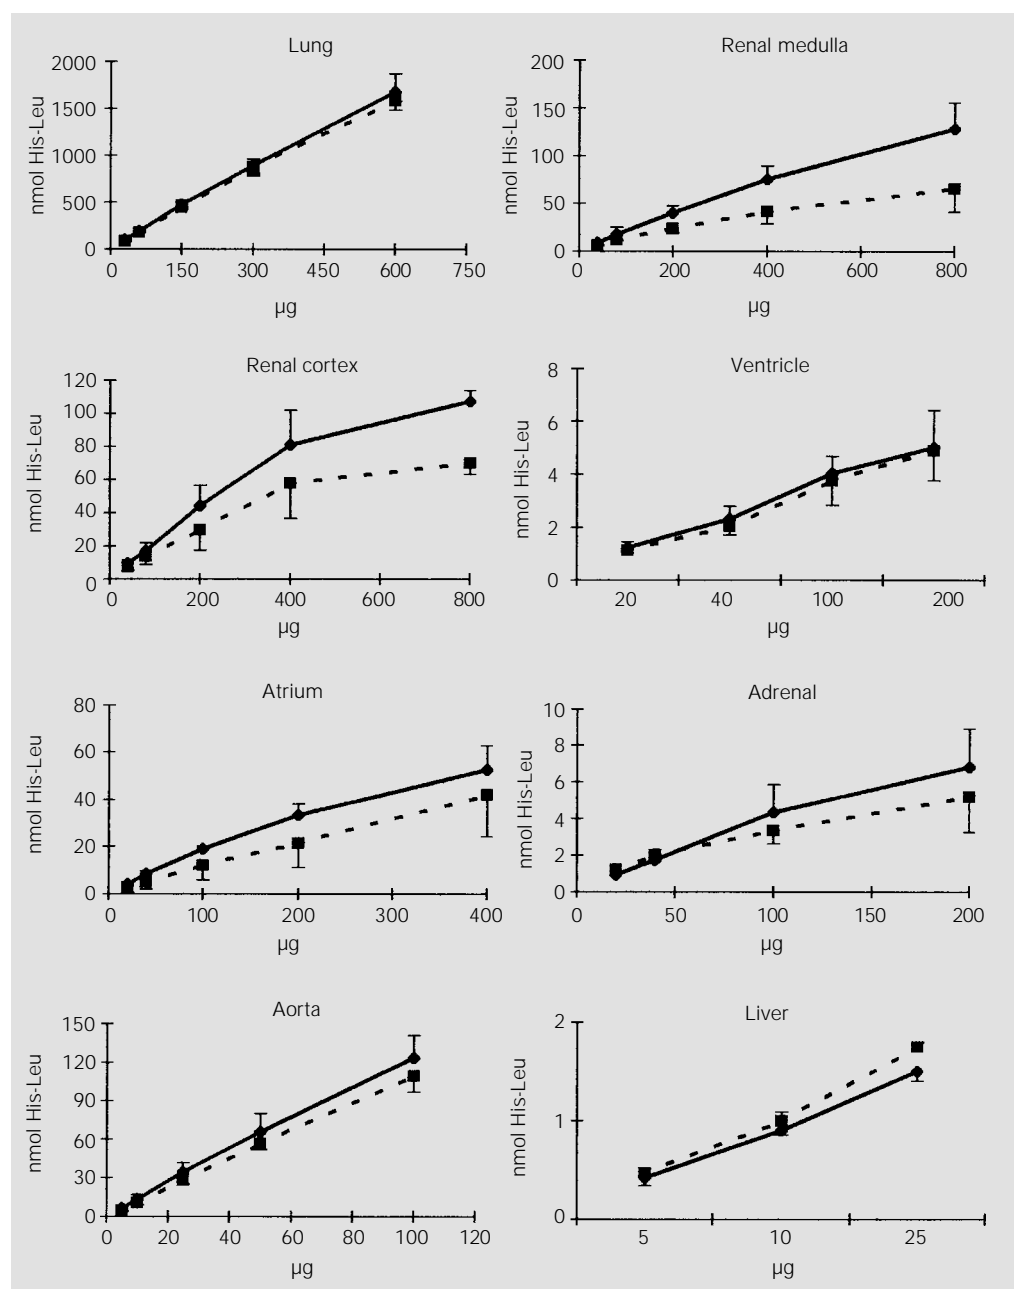 Lung
2000
1500
1000
500
0
nmol His-Leu
0 150 300 450 600 750
µg
Renal medulla
200
150
100
50
0
nmol His-Leu
0 200 400 600 800
µg
Renal cortex
120
100
80
60
40
20
0
nmol His-Leu
0 200 400 600 800
µg
Ventricle
8
6
4
2
0
nmol His-Leu
20 40 100 200
µg
Atrium
80
60
40
20
0
nmol His-Leu
0 100 200 300 400
µg
Adrenal
10
8
6
4
2
0
nmol His-Leu
0 50 100 150 200
µg
Aorta
150
120
90
60
30
0
nmol His-Leu
0 20 40 60 80 100 120
µg
Liver
2
1
0
nmol His-Leu
5 10 25
µg